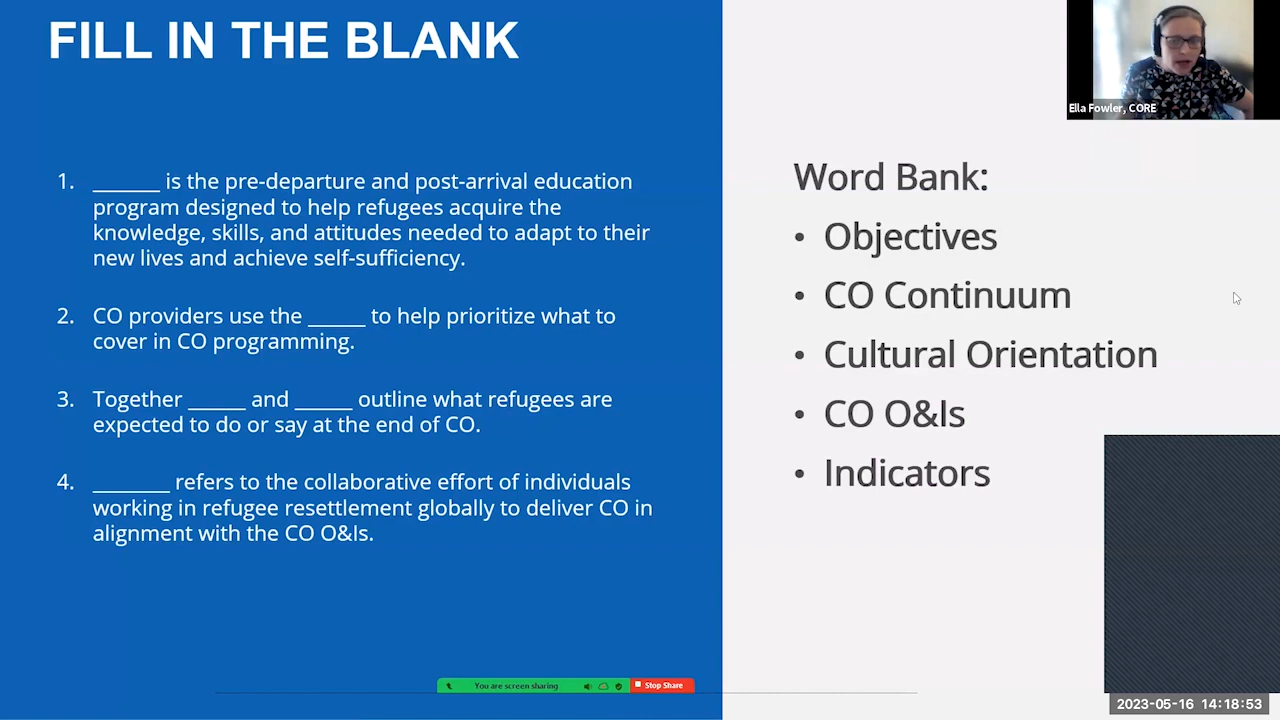 FILL IN THE BLANK
1. _______ is the pre-departure and post-arrival education
program designed to help refugees acquire the
knowledge, skills, and attitudes needed to adapt to their
new lives and achieve self-sufficiency.
2. CO providers use the ______ to help prioritize what to
cover in CO programming.
3. Together ______ and ______ outline what refugees are
expected to do or say at the end of CO.
4. ________ refers to the collaborative effort of individuals
working in refugee resettlement globally to deliver CO in
alignment with the CO O&Is.
Ella Fowler, CORE
Word Bank:
• Objectives
• CO Continuum
• Cultural Orientation
• CO O&Is
• Indicators
You are screen sharing
Stop Share
2023-05-16 14:18:53